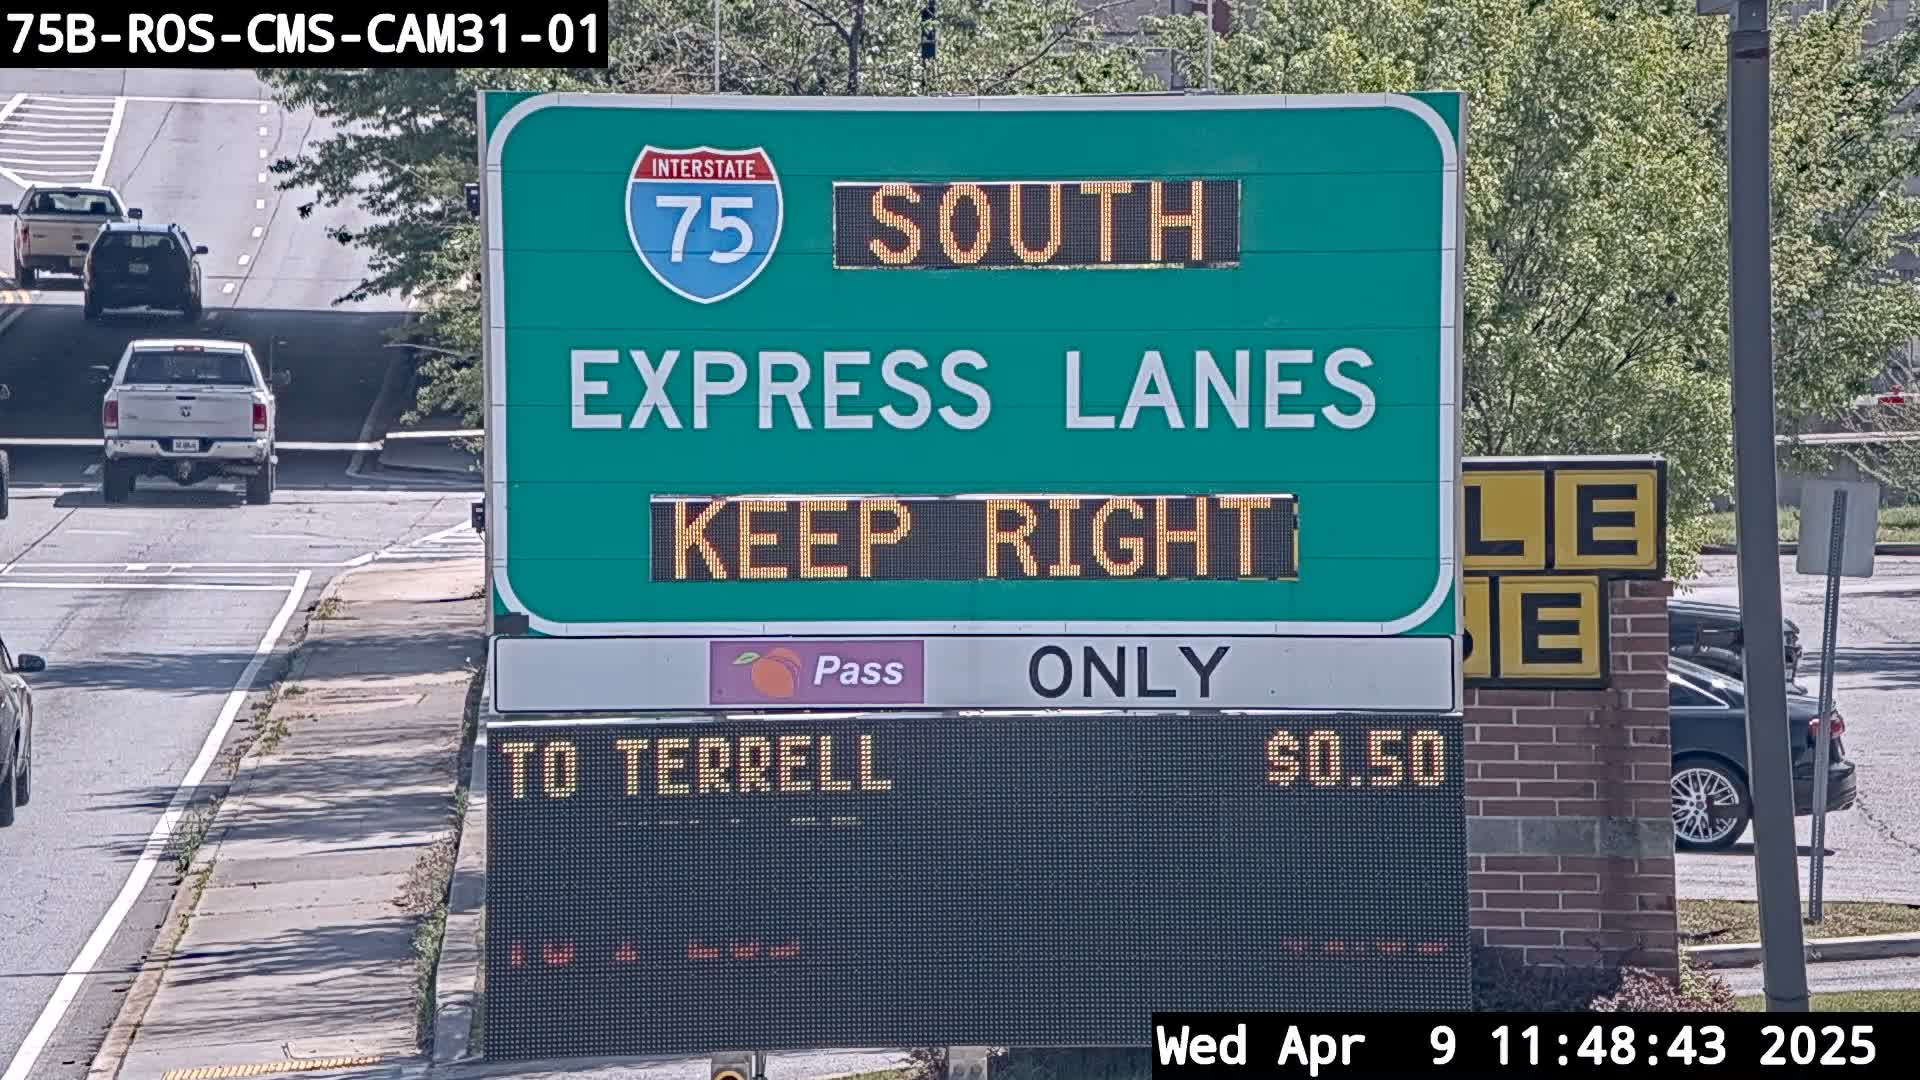 75B-ROS-CMS-CAM31-01
INTERSTATE
75
SOUTH
EXPRESS LANES
KEEP RIGHT
Pass ONLY
TO TERRELL $0.50
LE
E
Wed Apr 9 11:48:43 2025